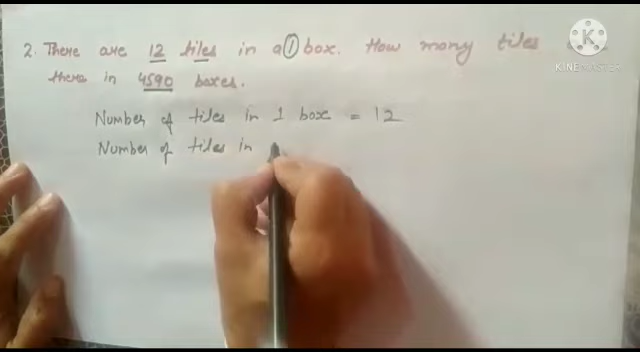 2. There are 12 tiles in a 1 box. How many tiles
there in 4590 boxes.
Number of tiles in 1 box = 12
Number of tiles in
K
KINEMASTER